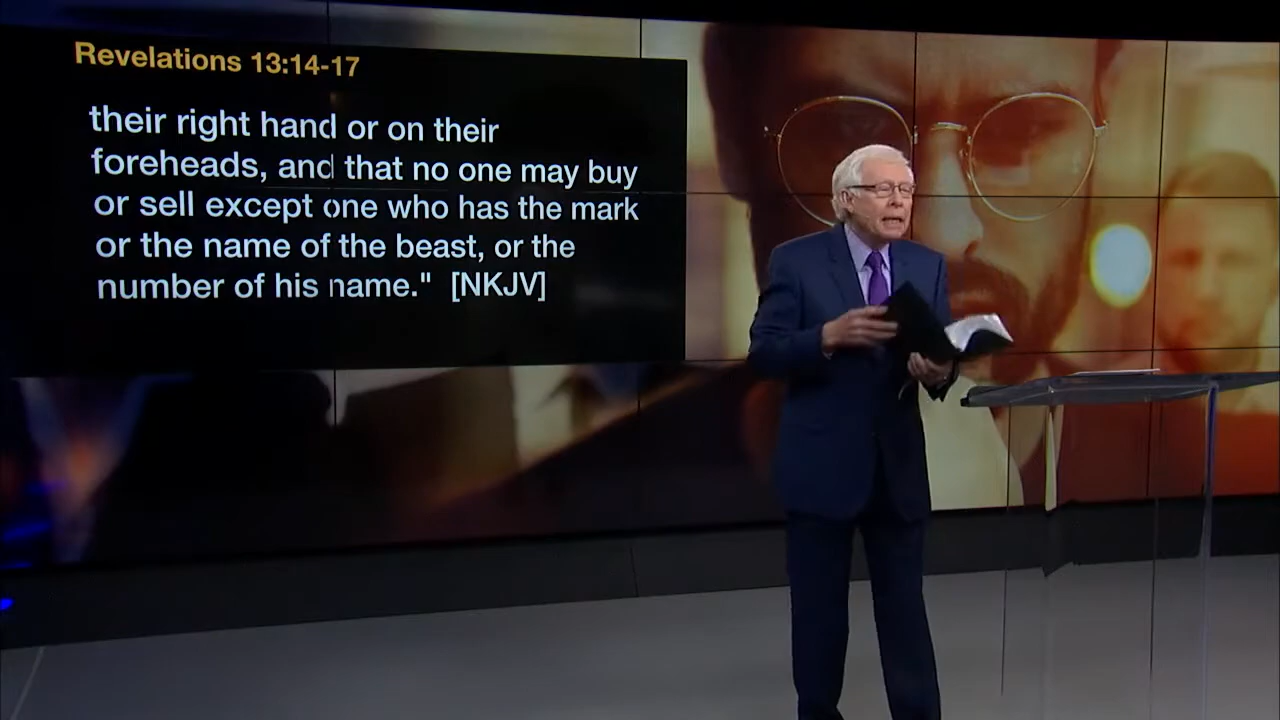 Revelations 13:14-17
their right hand or on their
foreheads, and that no one may buy
or sell except one who has the mark
or the name of the beast, or the
number of his name." [NKJV]